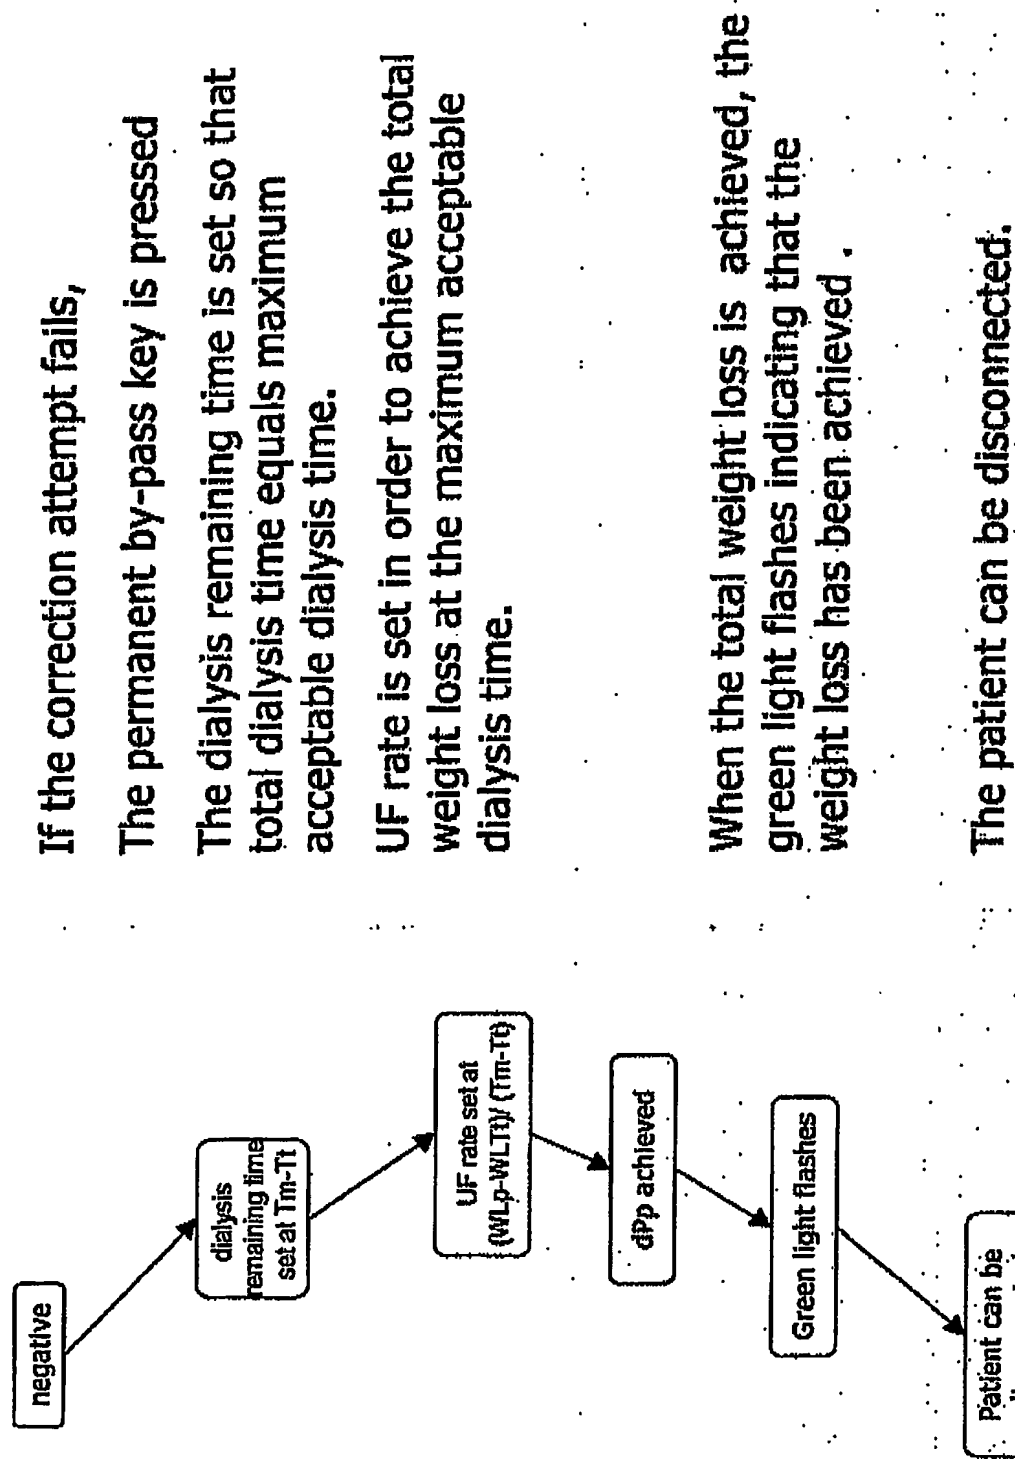 negative
dialysis
remaining time
set at Tm-Tt
UF rate set at
(WLp-WLTt)/ (Tm-Tt)
dPp achieved
Green light flashes
Patient can be
If the correction attempt fails,
The permanent by-pass key is pressed
The dialysis remaining time is set so that
total dialysis time equals maximum
acceptable dialysis time.
UF rate is set in order to achieve the total
weight loss at the maximum acceptable
dialysis time.
When the total weight loss is achieved, the
green light flashes indicating that the
weight loss has been achieved .
The patient can be disconnected.